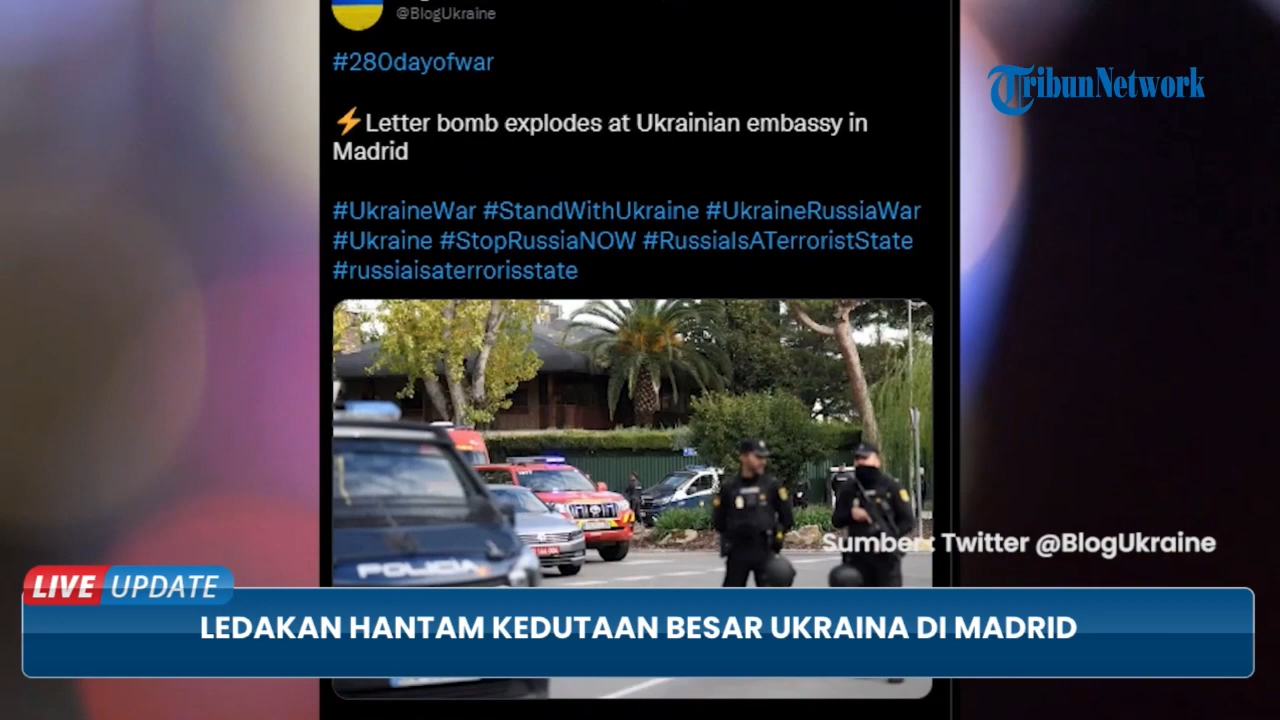 @BlogUkraine
#280dayofwar
TribunNetwork
⚡Letter bomb explodes at Ukrainian embassy in
Madrid
#UkraineWar #StandWithUkraine #UkraineRussiaWar
#Ukraine #StopRussiaNOW #RussiaIsATerroristState
#russiaisaterrorisstate
POLICIA
Sumber : Twitter @BlogUkraine
LIVE UPDATE
LEDAKAN HANTAM KEDUTAAN BESAR UKRAINA DI MADRID